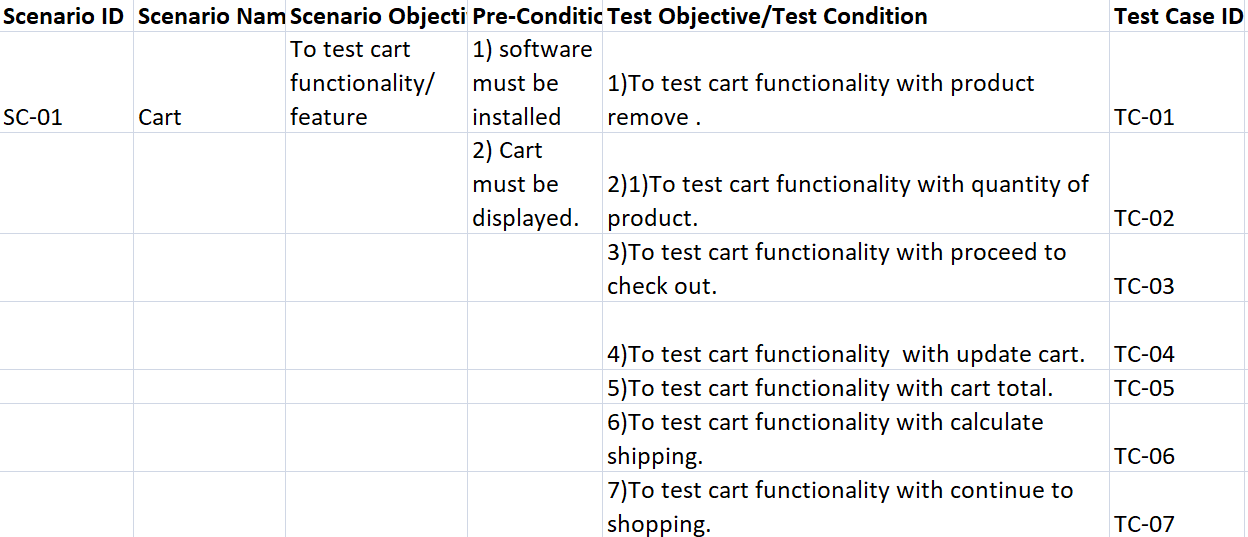 Scenario ID Scenario Nam Scenario Objecti Pre-Conditic Test Objective/Test Condition Test Case ID
To test cart 1) software
functionality/ must be 1)To test cart functionality with product
SC-01 Cart feature installed remove . TC-01
2) Cart
must be 2)1)To test cart functionality with quantity of
displayed. product. TC-02
3)To test cart functionality with proceed to
check out. TC-03
4)To test cart functionality  with update cart. TC-04
5)To test cart functionality with cart total. TC-05
6)To test cart functionality with calculate
shipping. TC-06
7)To test cart functionality with continue to
shopping. TC-07